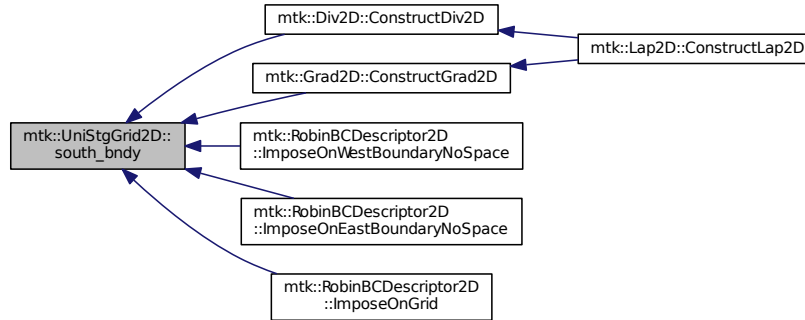 mtk::Div2D::ConstructDiv2D
mtk::Lap2D::ConstructLap2D
mtk::Grad2D::ConstructGrad2D
mtk::UniStgGrid2D::
south_bndy
mtk::RobinBCDescriptor2D
::ImposeOnWestBoundaryNoSpace
mtk::RobinBCDescriptor2D
::ImposeOnEastBoundaryNoSpace
mtk::RobinBCDescriptor2D
::ImposeOnGrid